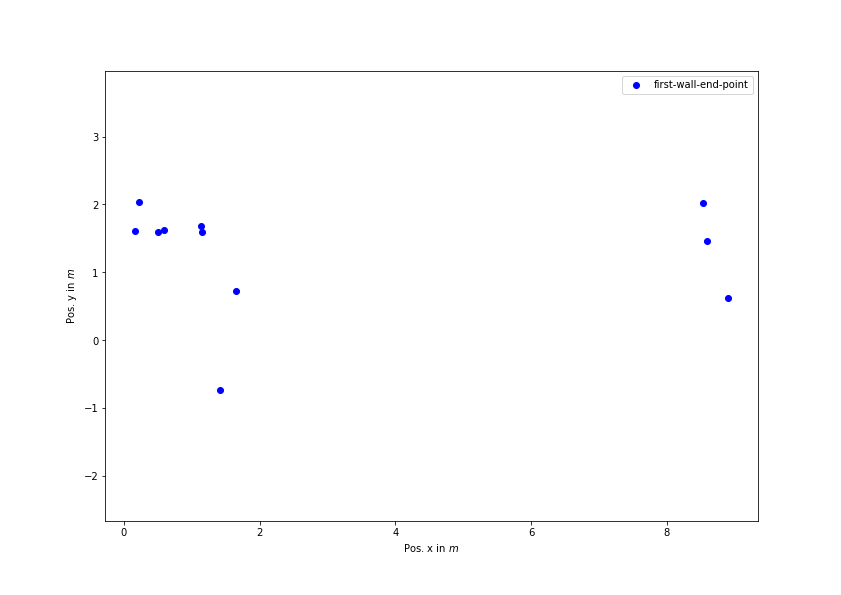 first-wall-end-point
3
2
1
0
−1
−2
Pos. y in m
0 2 4 6 8
Pos. x in m